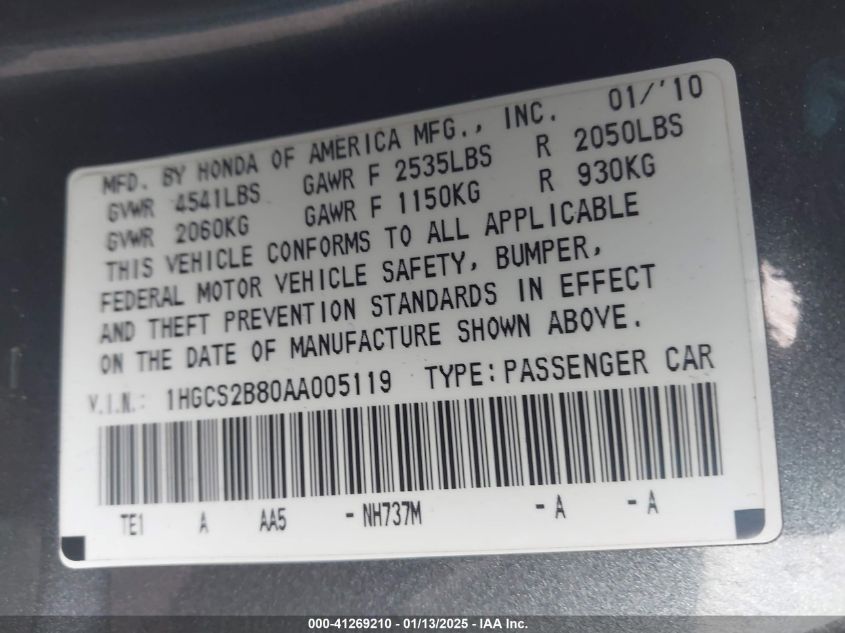 MFD. BY HONDA OF AMERICA MFG., INC. 01/'10
GVWR 4541LBS GAWR F 2535LBS R 2050LBS
GVWR 2060KG GAWR F 1150KG R 930KG
THIS VEHICLE CONFORMS TO ALL APPLICABLE
FEDERAL MOTOR VEHICLE SAFETY, BUMPER,
AND THEFT PREVENTION STANDARDS IN EFFECT
ON THE DATE OF MANUFACTURE SHOWN ABOVE.
V.I.N.: 1HGCS2B80AA005119 TYPE:PASSENGER CAR
TE1 A AA5 -NH737M -A -A
000-41269210 - 01/13/2025 - IAA Inc.